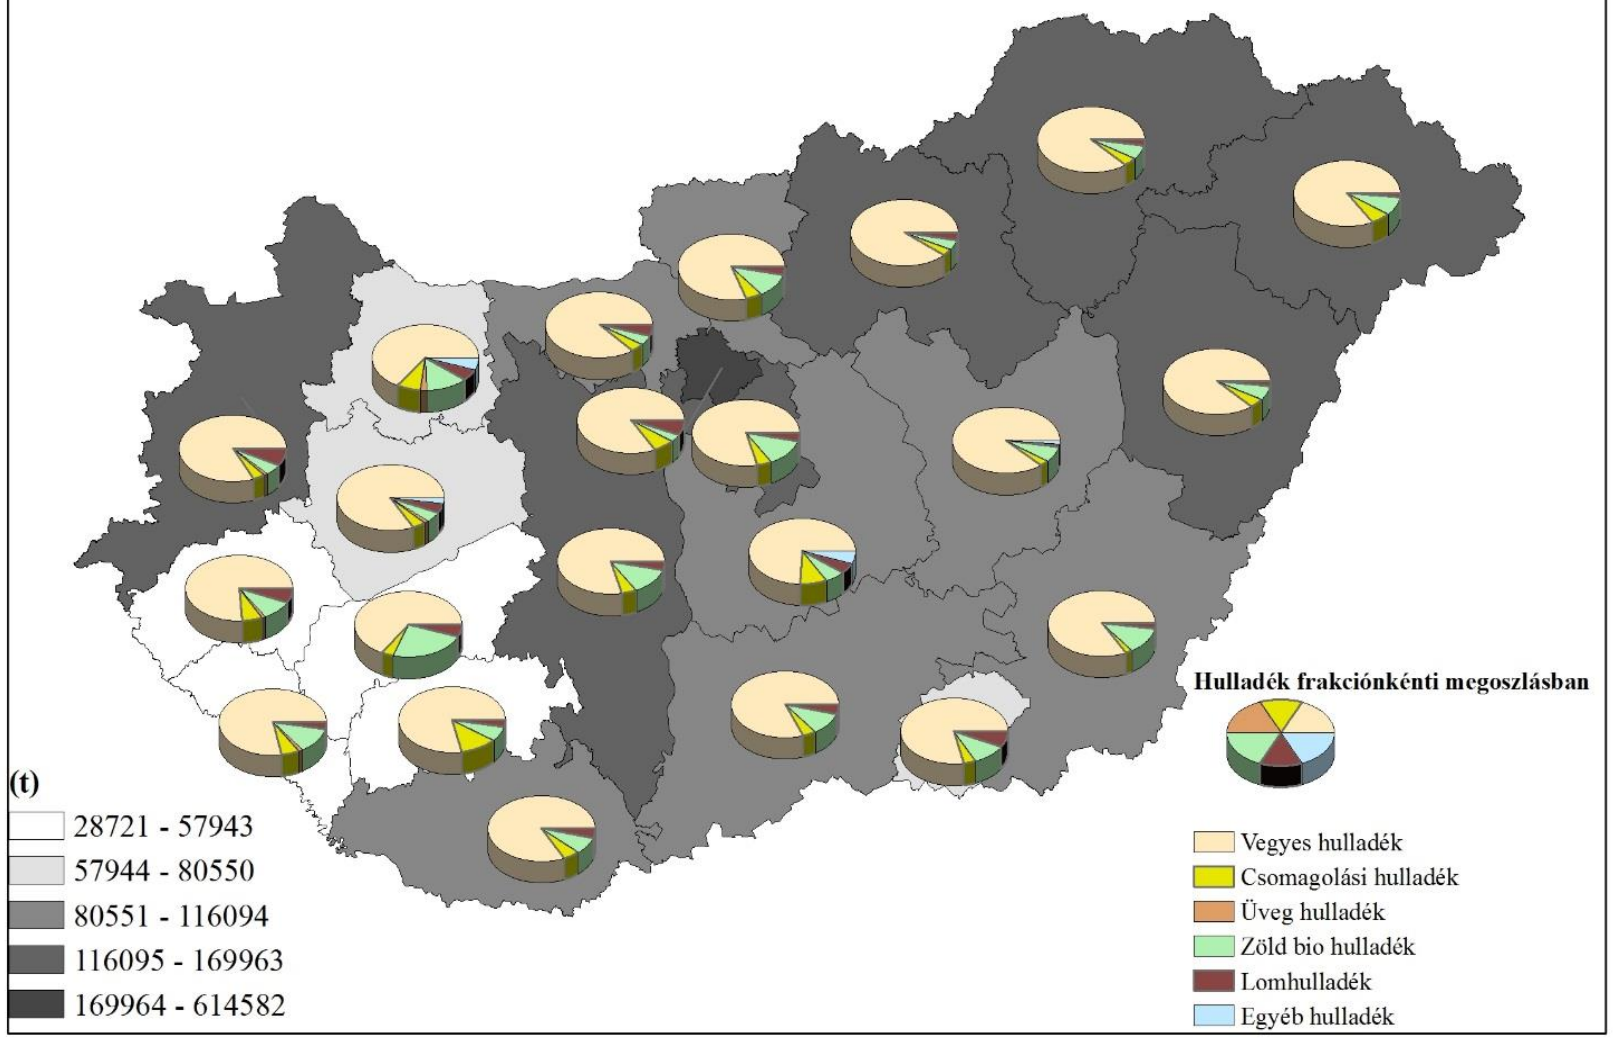 Hulladék frakciónkénti megoszlásban
(t)
28721 - 57943
57944 - 80550
80551 - 116094
116095 - 169963
169964 - 614582
Vegyes hulladék
Csomagolási hulladék
Üveg hulladék
Zöld bio hulladék
Lomhulladék
Egyéb hulladék